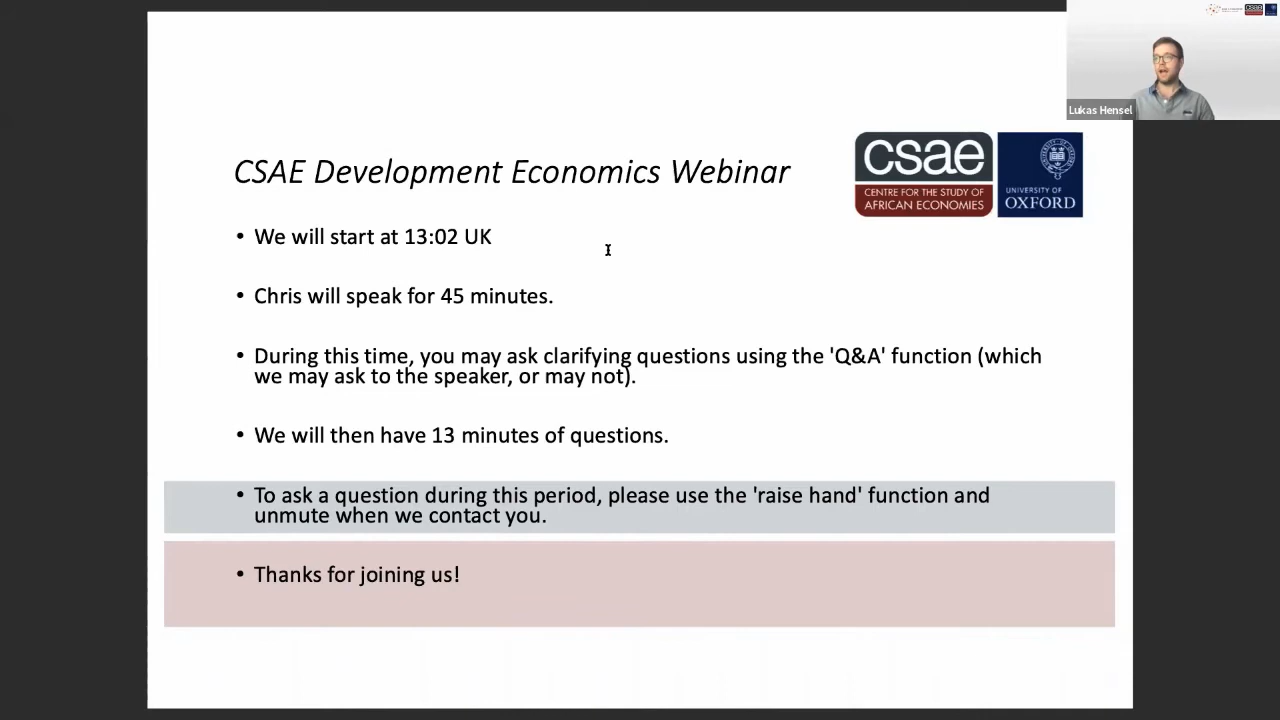 Lukas Hensel
CSAE Development Economics Webinar
csae
CENTRE FOR THE STUDY OF
AFRICAN ECONOMIES
UNIVERSITY OF
OXFORD
• We will start at 13:02 UK
• Chris will speak for 45 minutes.
• During this time, you may ask clarifying questions using the 'Q&A' function (which
we may ask to the speaker, or may not).
• We will then have 13 minutes of questions.
• To ask a question during this period, please use the 'raise hand' function and
unmute when we contact you.
• Thanks for joining us!